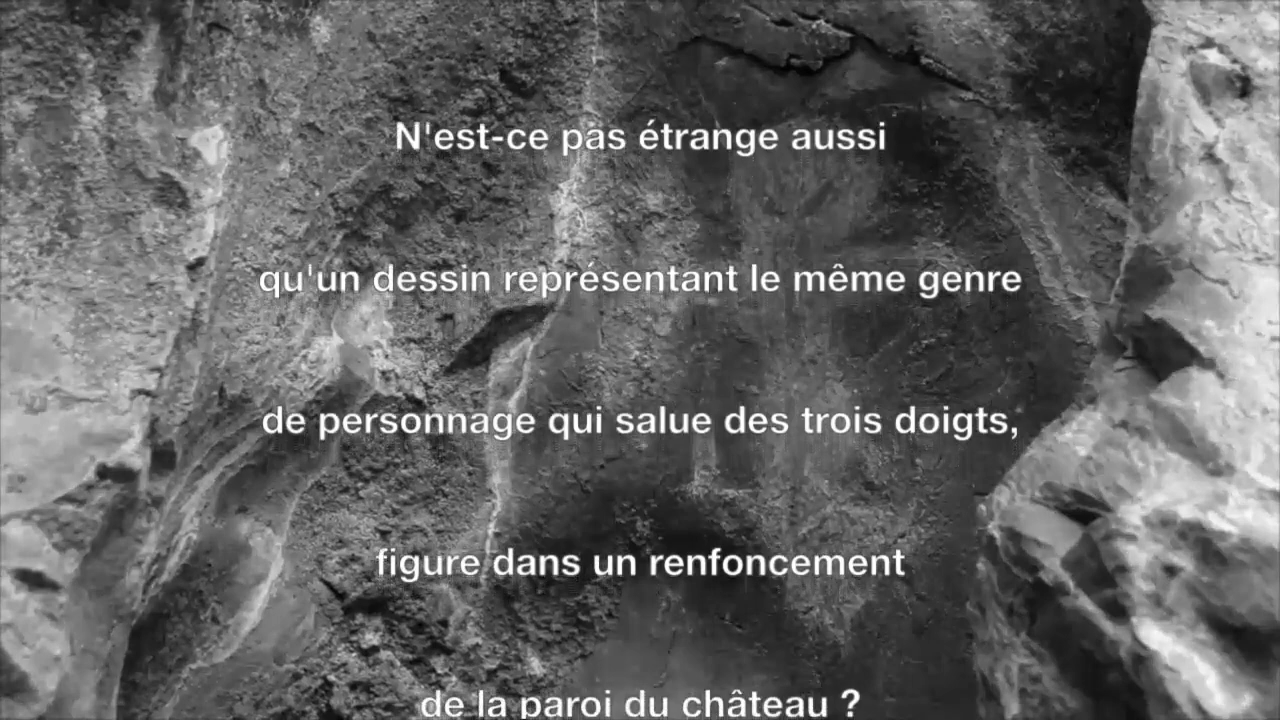 N'est-ce pas étrange aussi
qu'un dessin représentant le même genre
de personnage qui salue des trois doigts,
figure dans un renfoncement
de la paroi du château ?